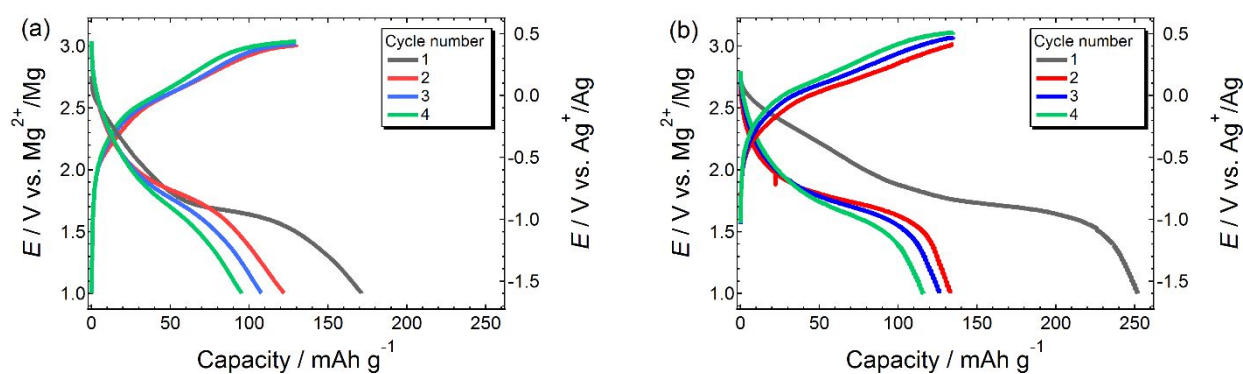 (a)
E / V vs. Mg²⁺/Mg
3.0
2.5
2.0
1.5
1.0
Cycle number
1
2
3
4
0.5
0.0
-0.5
-1.0
-1.5
E / V vs. Ag⁺/Ag
0 50 100 150 200 250
Capacity / mAh g⁻¹
(b)
E / V vs. Mg²⁺/Mg
3.0
2.5
2.0
1.5
1.0
Cycle number
1
2
3
4
0.5
0.0
-0.5
-1.0
-1.5
E / V vs. Ag⁺/Ag
0 50 100 150 200 250
Capacity / mAh g⁻¹